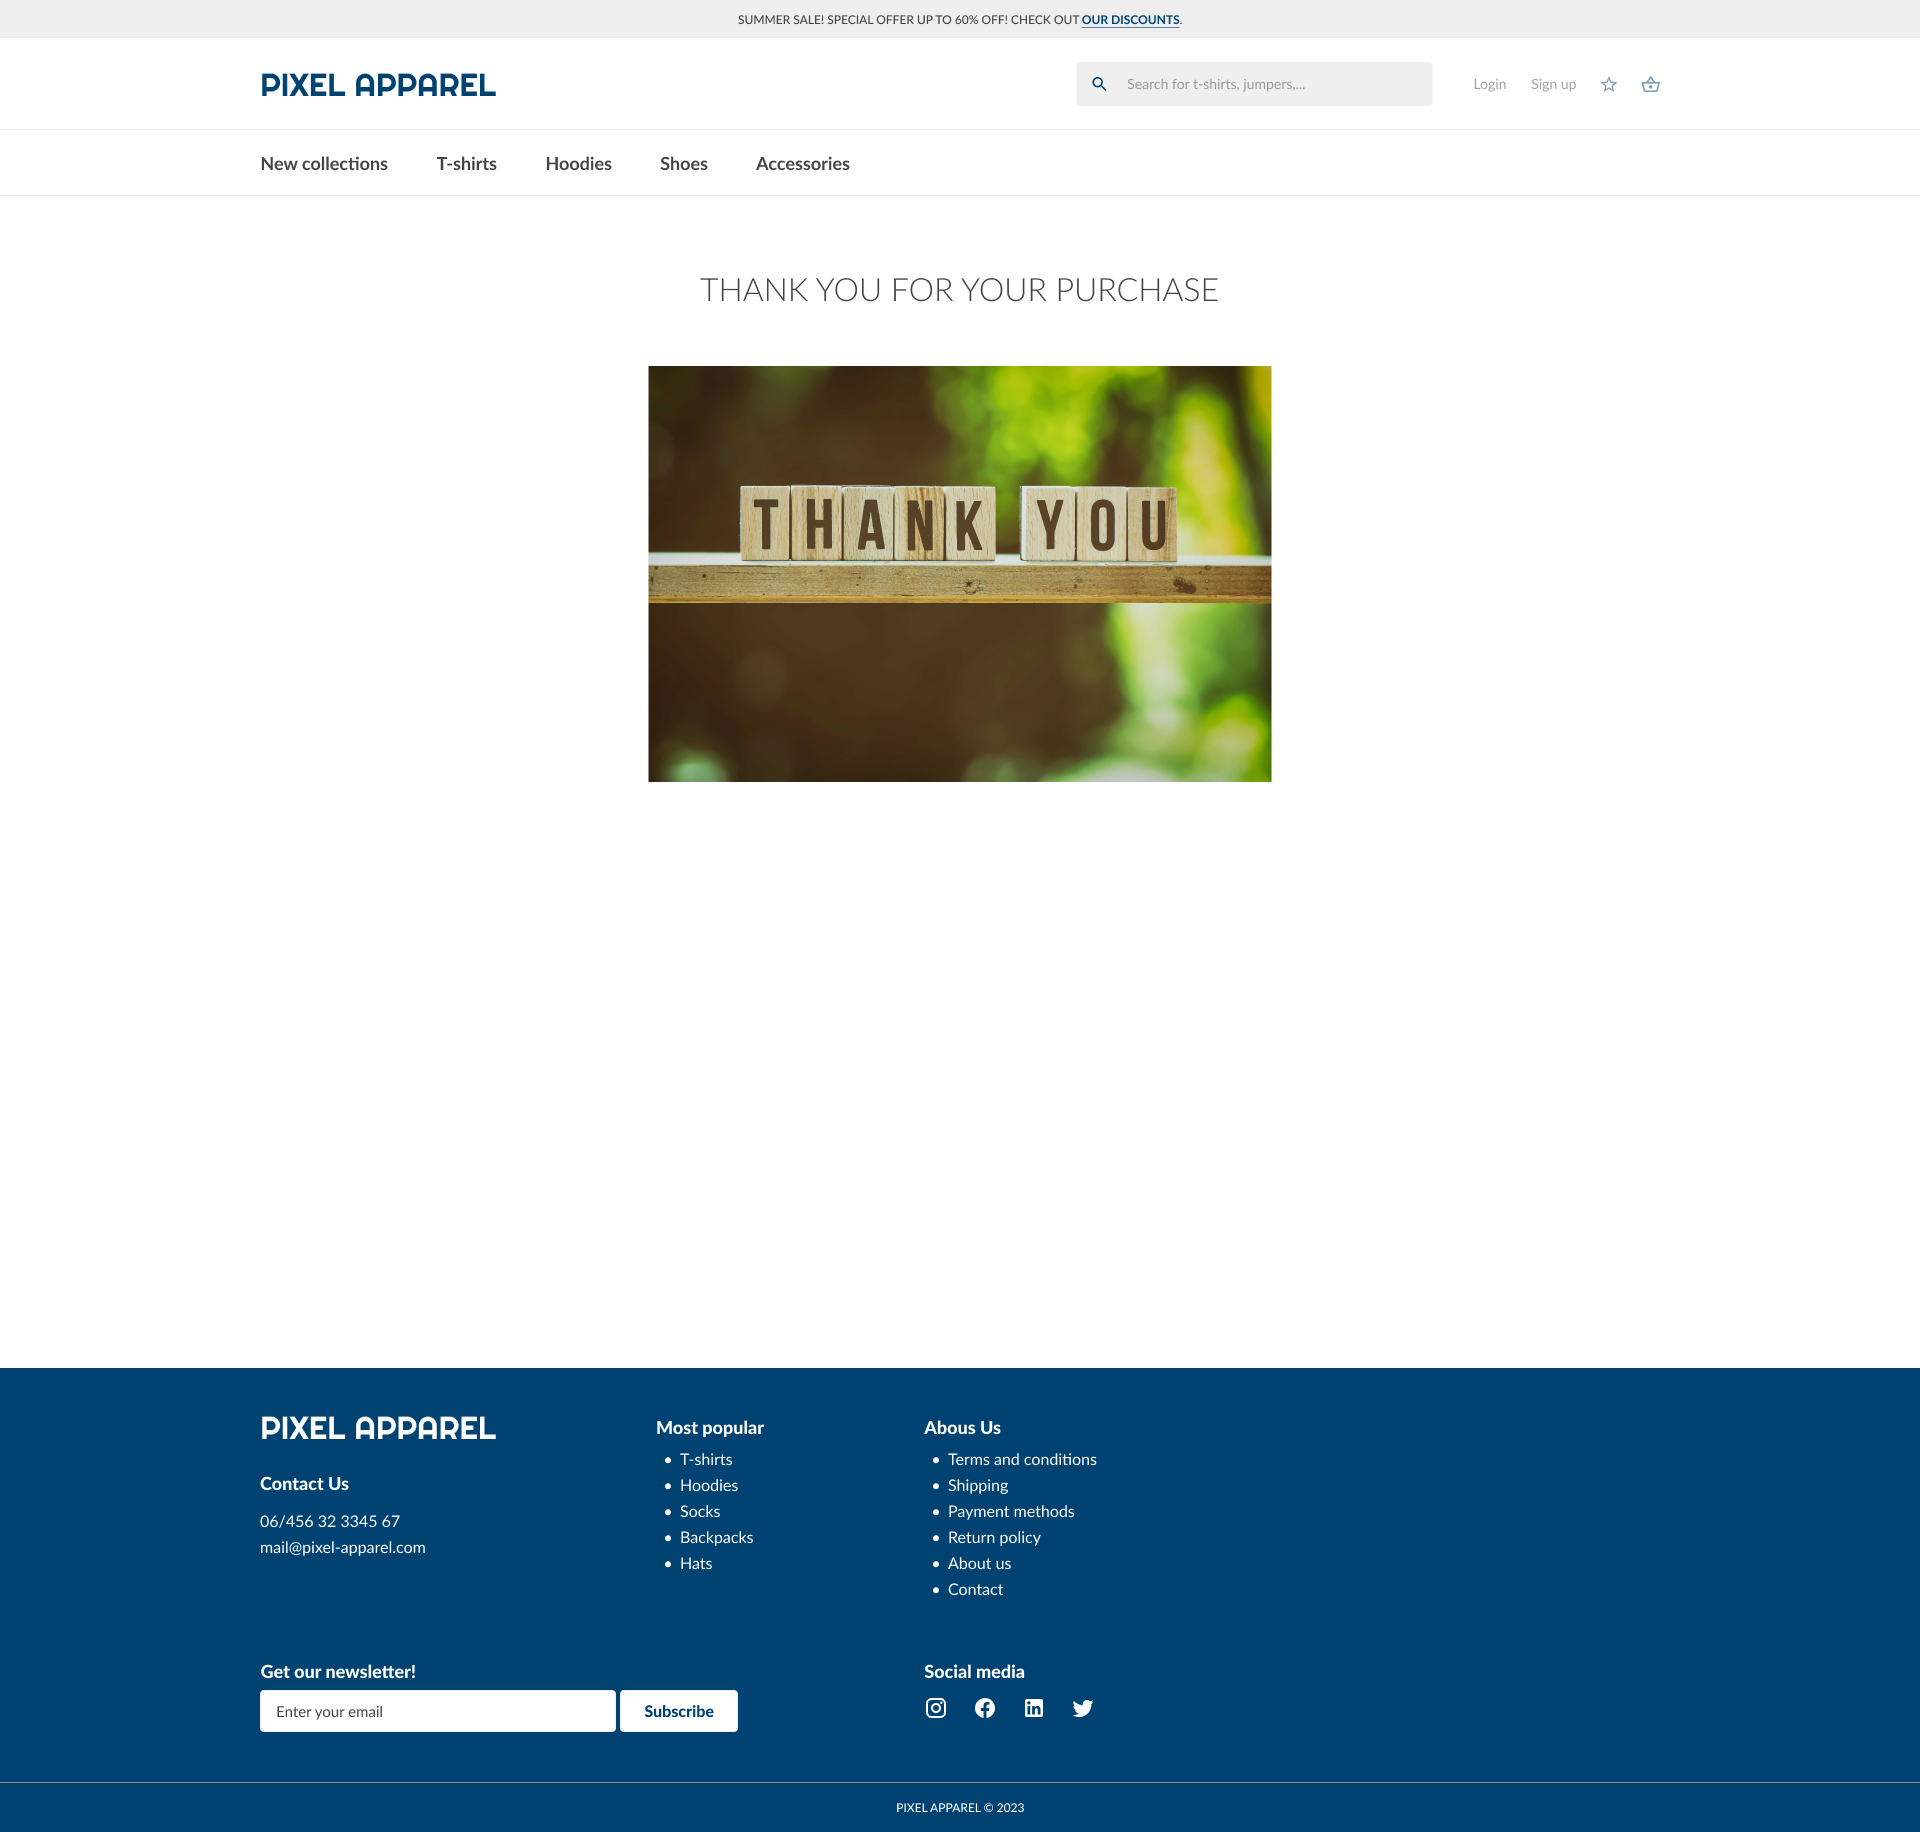 SUMMER SALE! SPECIAL OFFER UP TO 60% OFF! CHECK OUT OUR DISCOUNTS.
PIXEL APPAREL
Search for t-shirts, jumpers,...
Login
Sign up
New collections
T-shirts
Hoodies
Shoes
Accessories
THANK YOU FOR YOUR PURCHASE
THANK YOU
PIXEL APPAREL
Contact Us
06/456 32 3345 67
mail@pixel-apparel.com
Most popular
T-shirts
Hoodies
Socks
Backpacks
Hats
Abous Us
Terms and conditions
Shipping
Payment methods
Return policy
About us
Contact
Get our newsletter!
Enter your email
Subscribe
Social media
PIXEL APPAREL © 2023